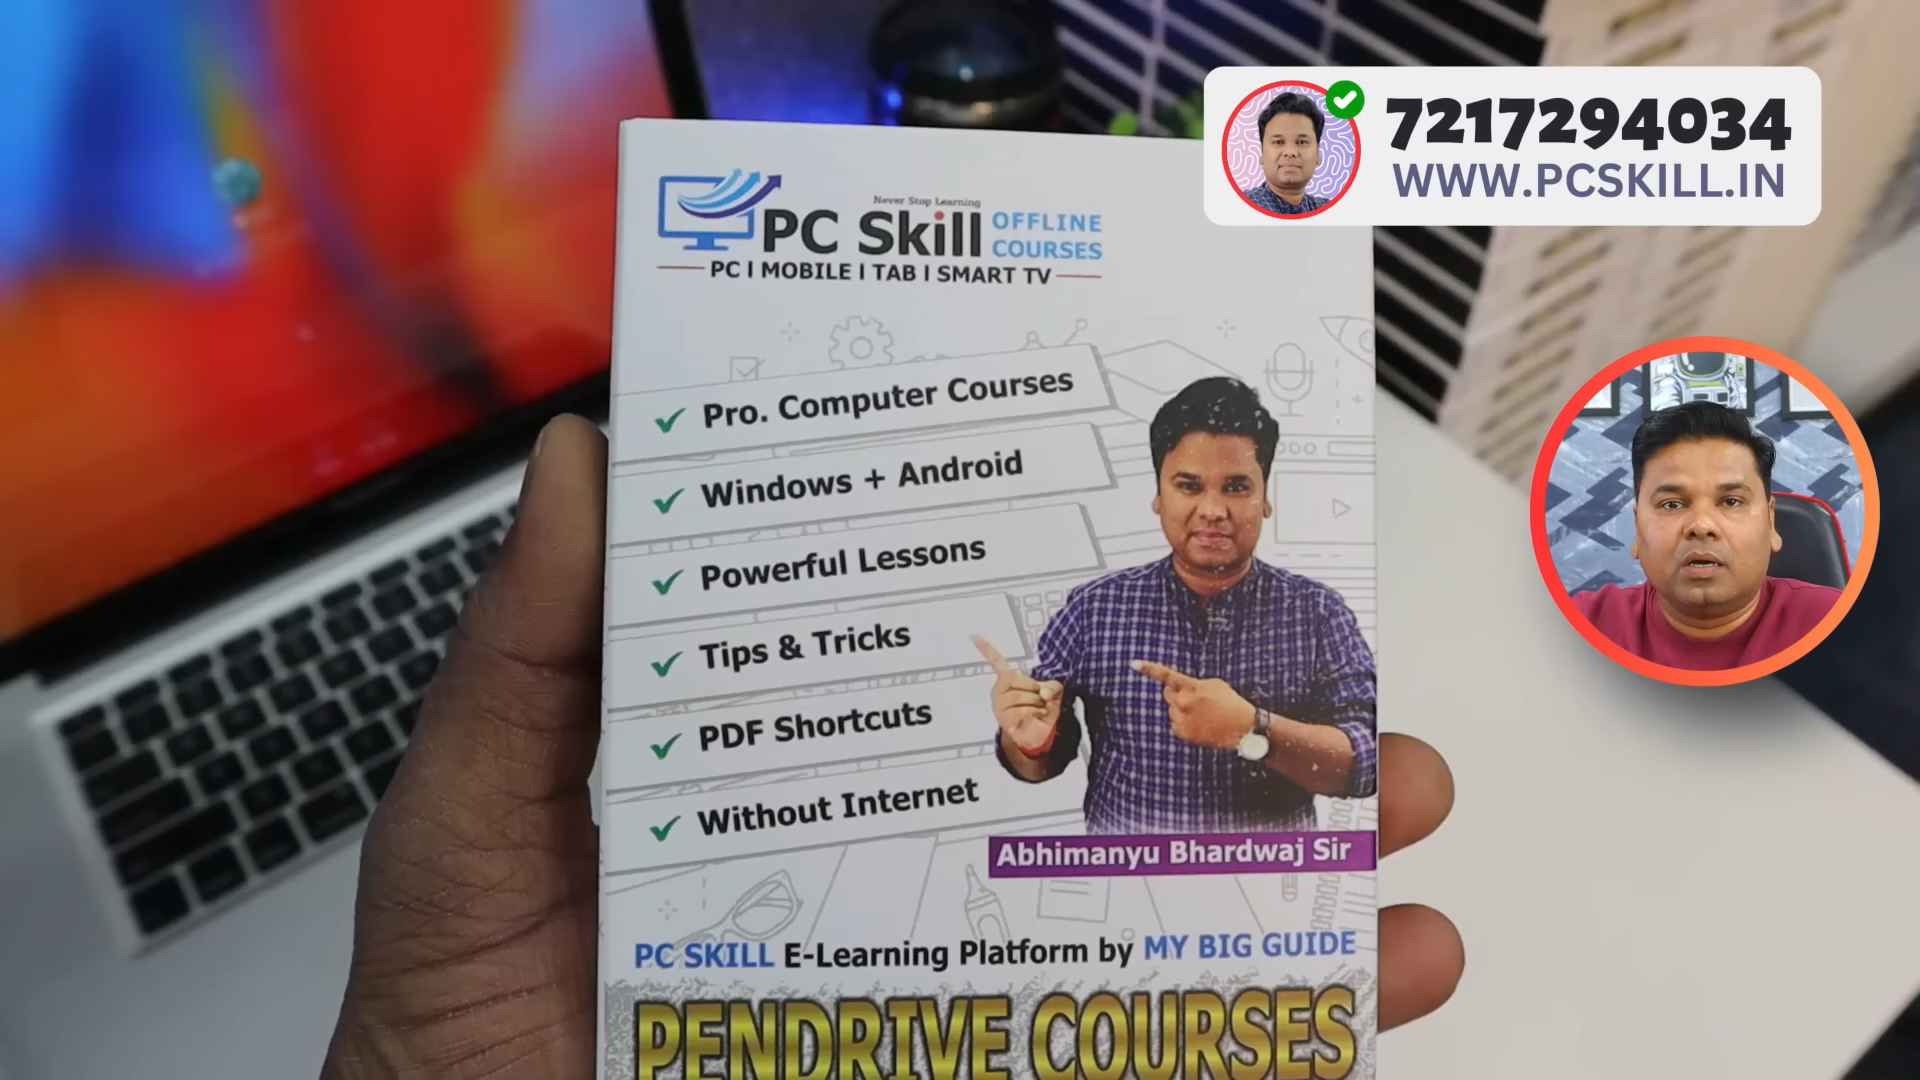 7217294034
WWW.PCSKILL.IN
Never Stop Learning
PC Skill
OFFLINE
COURSES
PC | MOBILE | TAB | SMART TV
Pro. Computer Courses
Windows + Android
Powerful Lessons
Tips & Tricks
PDF Shortcuts
Without Internet
Abhimanyu Bhardwaj Sir
PC SKILL E-Learning Platform by MY BIG GUIDE
PENDRIVE COURSES